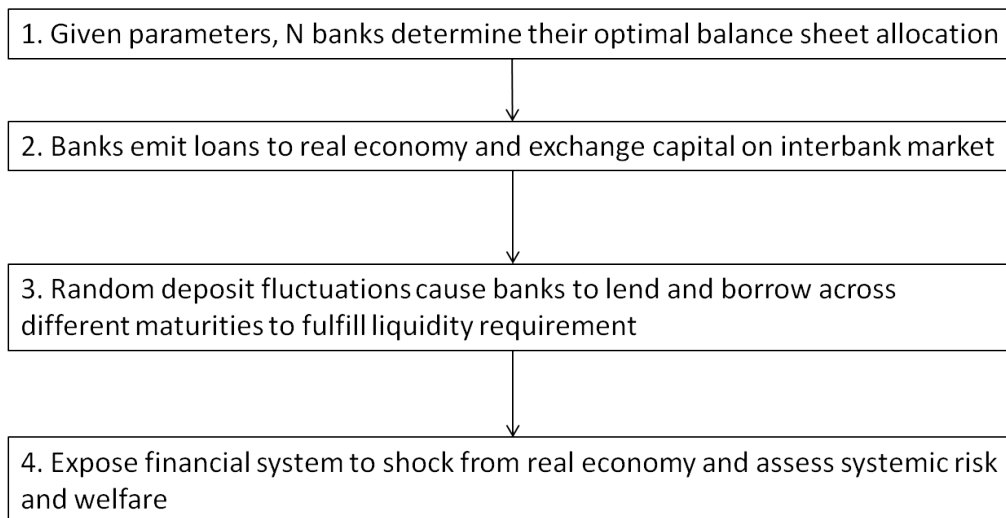 1. Given parameters, N banks determine their optimal balance sheet allocation
2. Banks emit loans to real economy and exchange capital on interbank market
3. Random deposit fluctuations cause banks to lend and borrow across
different maturities to fulfill liquidity requirement
4. Expose financial system to shock from real economy and assess systemic risk
and welfare